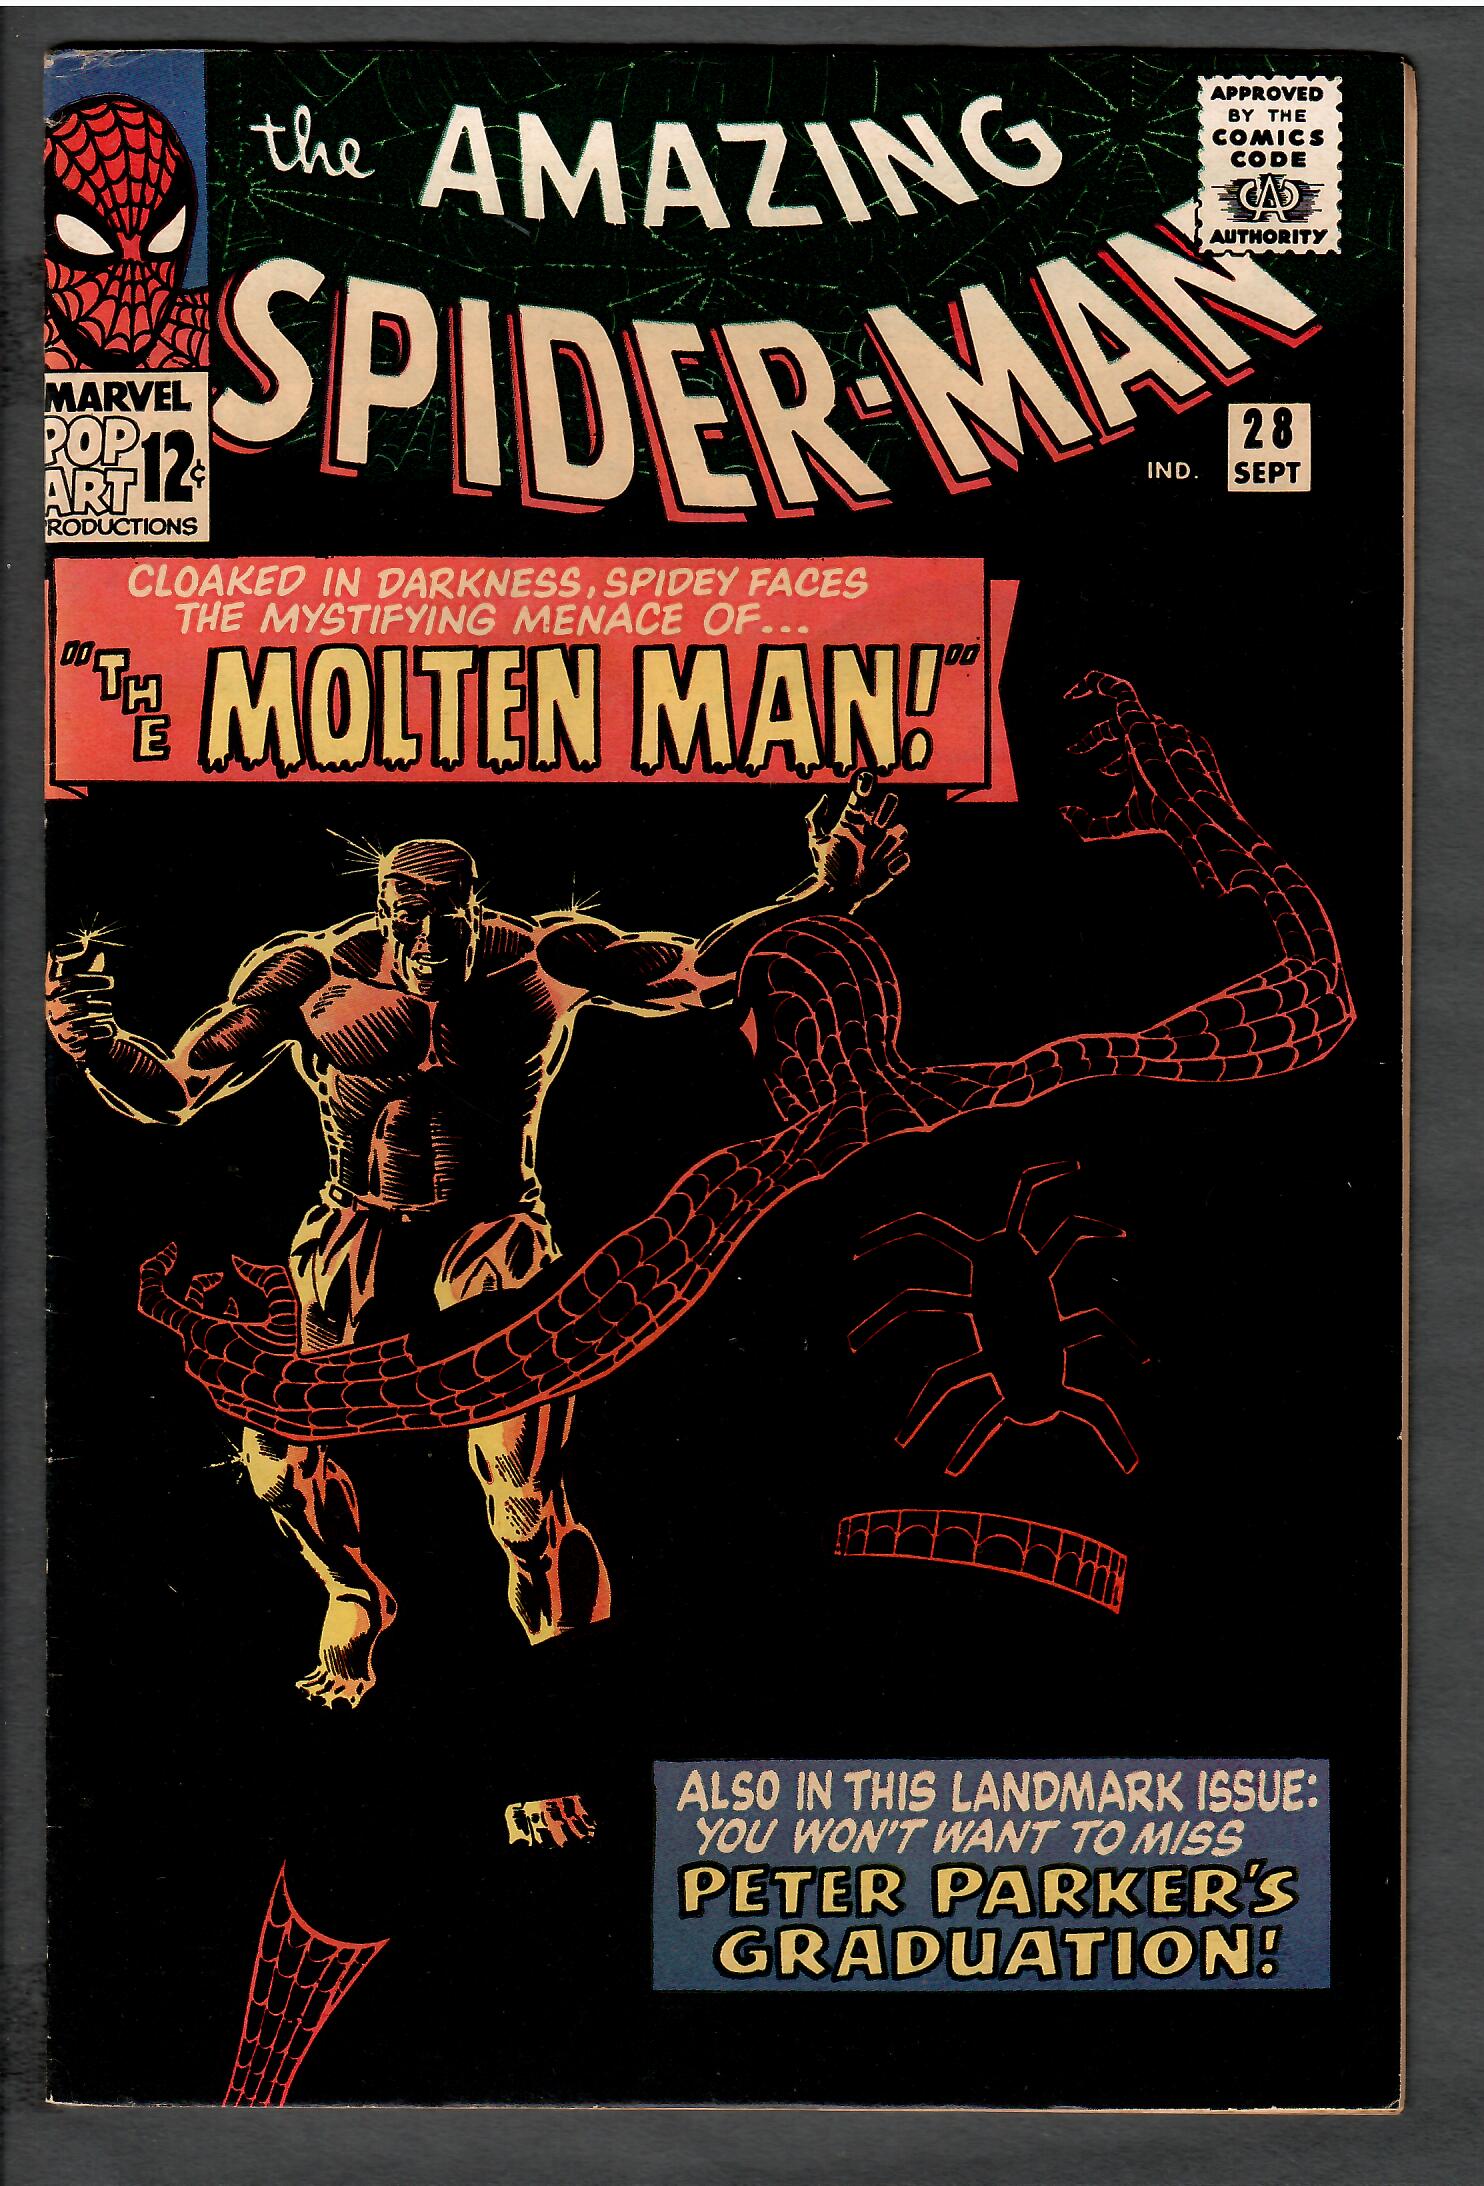 the AMAZING
SPIDER-MAN
APPROVED
BY THE
COMICS
CODE
CA
AUTHORITY
MARVEL
POP
ART
12¢
RODUCTIONS
IND.
28
SEPT
CLOAKED IN DARKNESS, SPIDEY FACES
THE MYSTIFYING MENACE OF...
"THE MOLTEN MAN!"
ALSO IN THIS LANDMARK ISSUE:
YOU WON'T WANT TO MISS
PETER PARKER'S
GRADUATION!